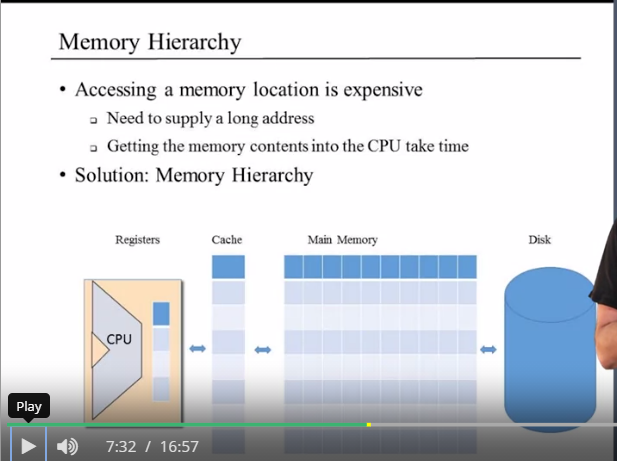 Memory Hierarchy
• Accessing a memory location is expensive
❑ Need to supply a long address
❑ Getting the memory contents into the CPU take time
• Solution: Memory Hierarchy
Registers Cache Main Memory Disk
CPU
Play
7:32 / 16:57